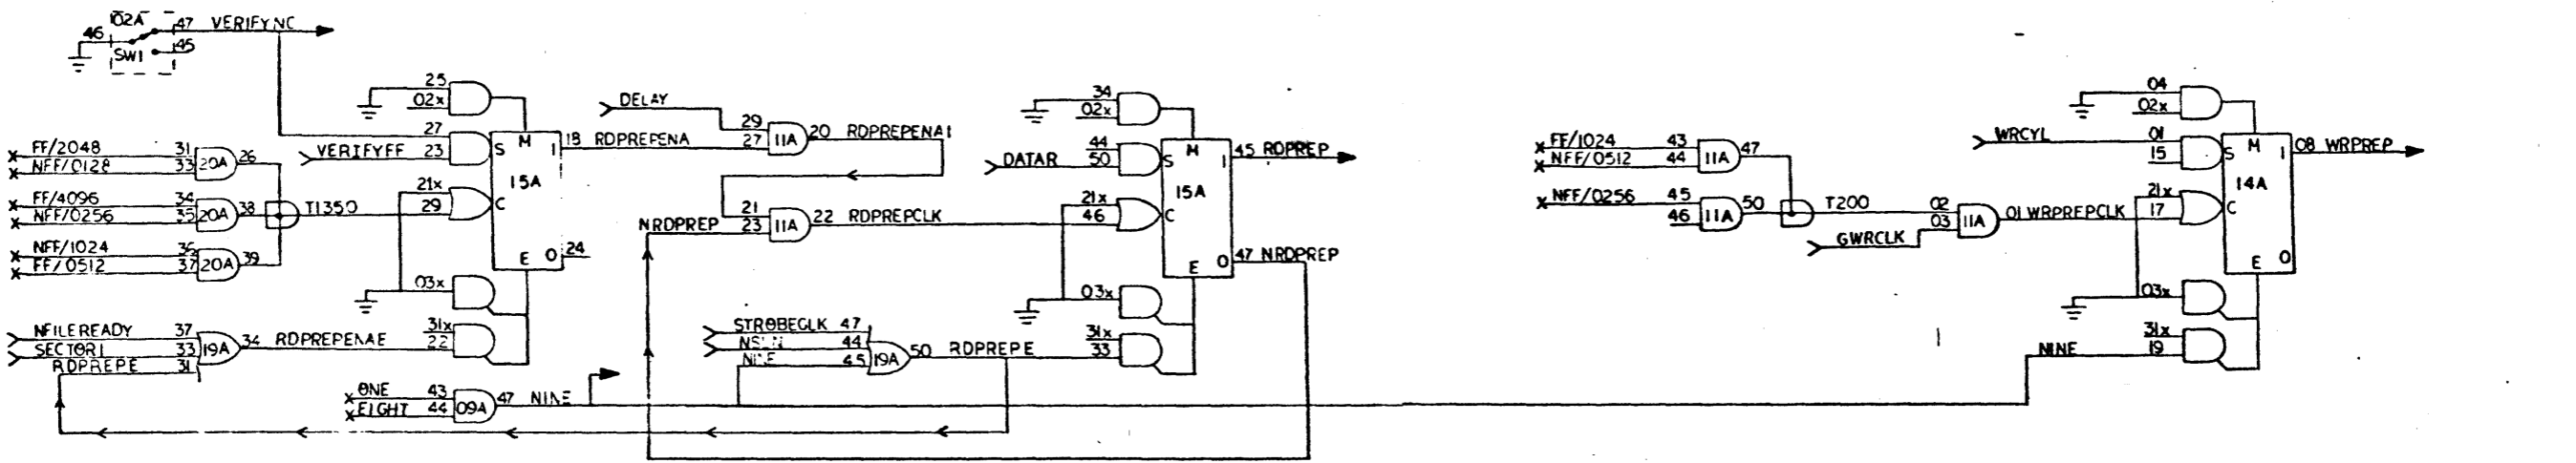 102A
46
47 VERIFYNC
45
SW1
25
02x
27
VERIFYFF 23
S M 1
15A
C
E 0
18 RDPREPENA
24
FF/2048 31
NFF/0128 33
20A
26
FF/4096 34
NFF/0256 35
20A
38
T1350
21x
29
NFF/1024 36
FF/0512 37
20A
39
03x
NFILEREADY 37
SECTOR1 33
RDPREPE 31
19A
34 RDPREPENAE
31x
22
ONE 43
EIGHT 44
09A
47 NINE
DELAY
29
27
11A
20 RDPREPENA1
NRDPREP
21
23
11A
22 RDPREPCLK
34
02x
44
DATAR 50
S M 1
15A
C
E 0
45 RDPREP
47 NRDPREP
21x
46
03x
STROBECLK 47
44
45
19A
50 RDPREPE
31x
33
FF/1024 43
NFF/0512 44
11A
47
NFF/0256 45
46
11A
50
T200
GWRCLK
02
03
11A
01 WRPREPCLK
04
02x
WRCYL 01
15
S M 1
14A
C
E 0
08 WRPREP
21x
17
03x
31x
NINE 19